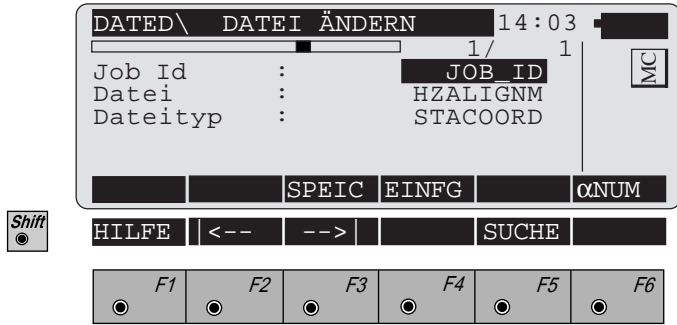 DATED\ DATEI ÄNDERN 14:03
1/ 1
MC
Job Id : JOB_ID
Datei : HZALIGNM
Dateityp : STACOORD
SPEIC EINFG αNUM
Shift
HILFE |<-- -->| SUCHE
F1 F2 F3 F4 F5 F6